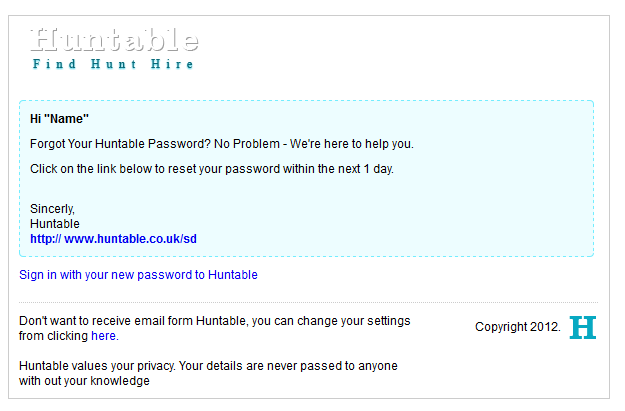 Huntable
Find Hunt Hire
Hi "Name"
Forgot Your Huntable Password? No Problem - We're here to help you.
Click on the link below to reset your password within the next 1 day.
Sincerly,
Huntable
http:// www.huntable.co.uk/sd
Sign in with your new password to Huntable
Don't want to receive email form Huntable, you can change your settings
from clicking here.
Copyright 2012. H
Huntable values your privacy. Your details are never passed to anyone
with out your knowledge